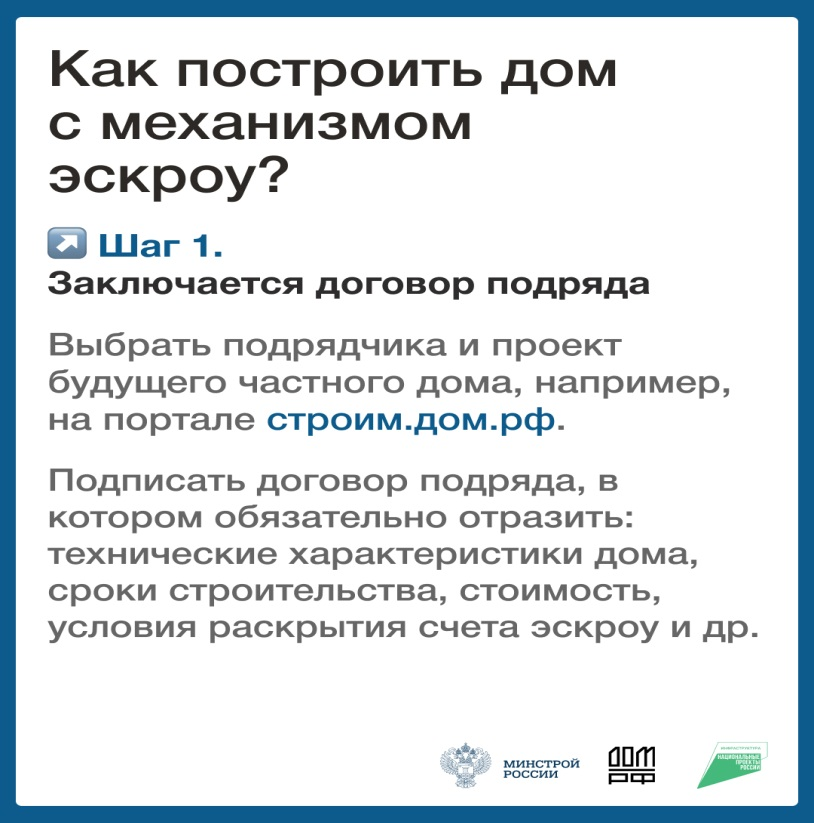 Как построить дом
с механизмом
эскроу?
Шаг 1.
Заключается договор подряда
Выбрать подрядчика и проект
будущего частного дома, например,
на портале строим.дом.рф.
Подписать договор подряда, в
котором обязательно отразить:
технические характеристики дома,
сроки строительства, стоимость,
условия раскрытия счета эскроу и др.
МИНСТРОЙ
РОССИИ
ДОМ
РФ
ИНФРАСТРУКТУРА
НАЦИОНАЛЬНЫЕ
ПРОЕКТЫ
РОССИИ